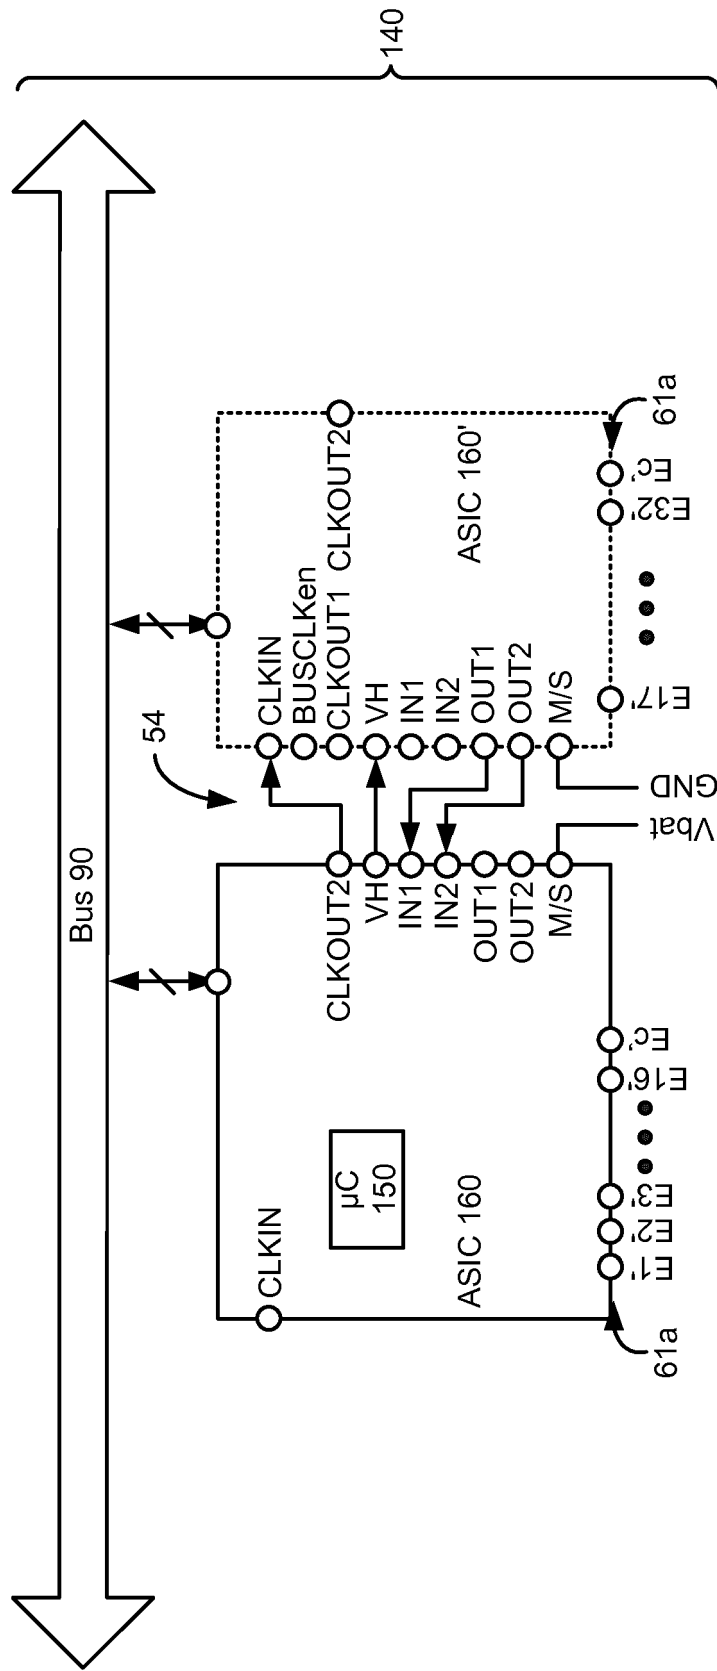 140
Bus 90
54
CLKIN
µC
150
ASIC 160
CLKOUT2
VH
IN1
IN2
OUT1
OUT2
M/S
CLKIN
BUSCLKen
CLKOUT1
VH
IN1
IN2
OUT1
OUT2
M/S
CLKOUT2
ASIC 160'
Vbat
GND
61a
E1'
E2'
E3'
E16'
Ec'
E17'
E32'
Ec'
61a